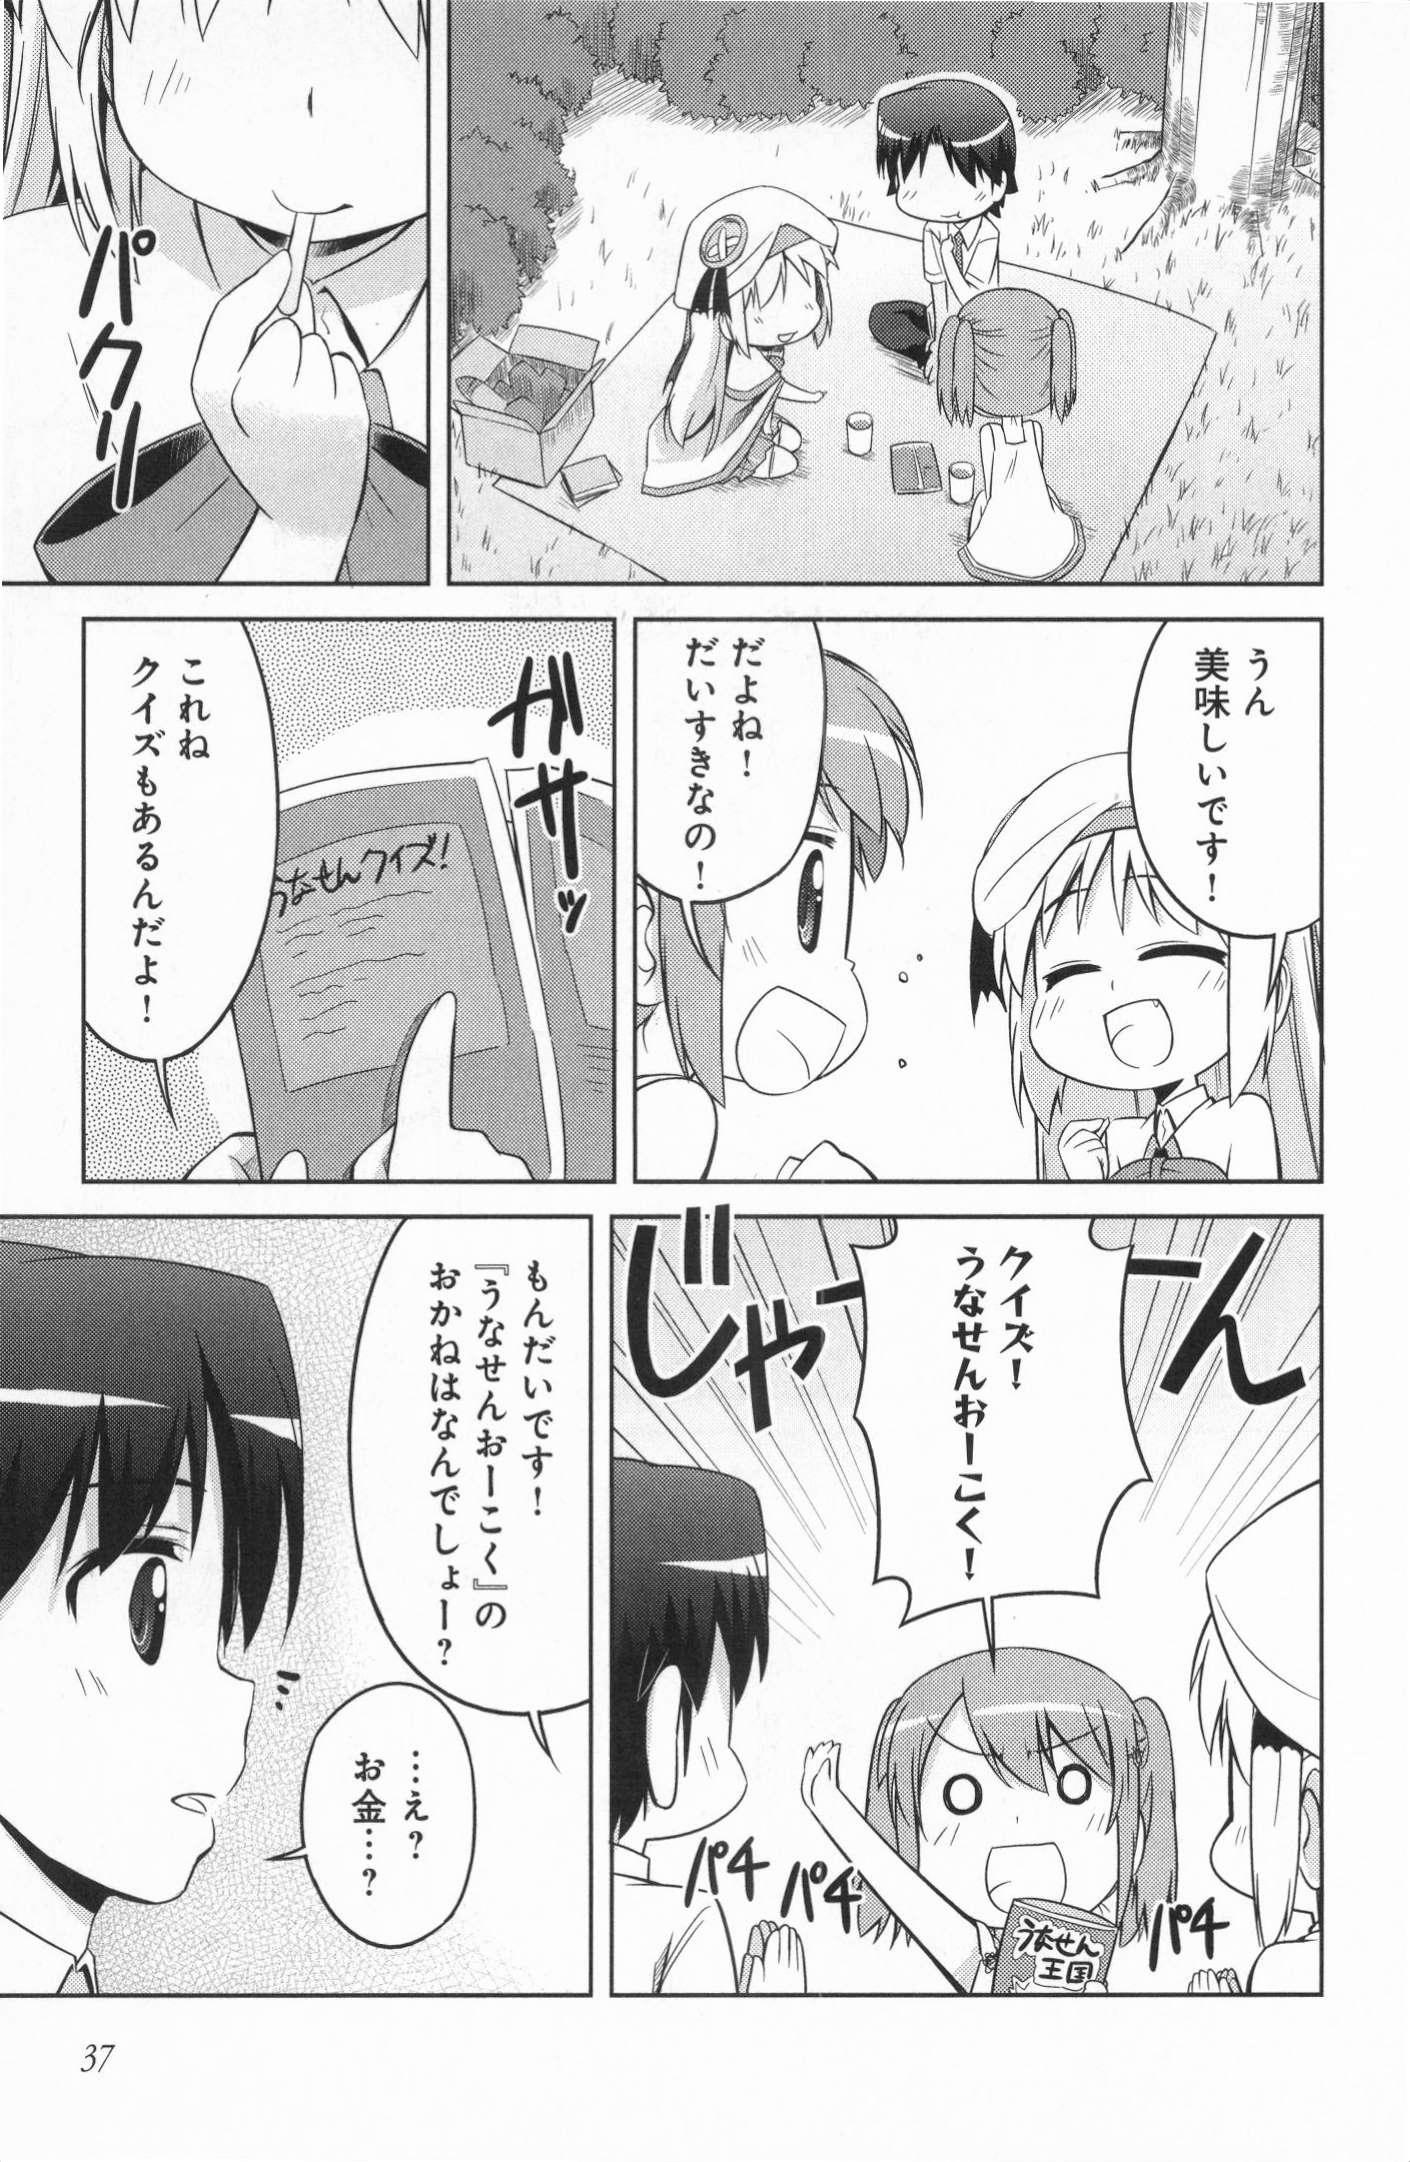 パクッ
うん
美味しいです！
だよね！
だいすきなの！
ガサッ
うなせんクイズ！
これね
クイズもあるんだよ！
じゃーん
クイズ！
うなせんおーこく！
パチ
パチ
パチ
うなせん
王国
もんだいです！
『うなせんおーこく』の
おかねはなんでしょー？
…え？
お金…？
37